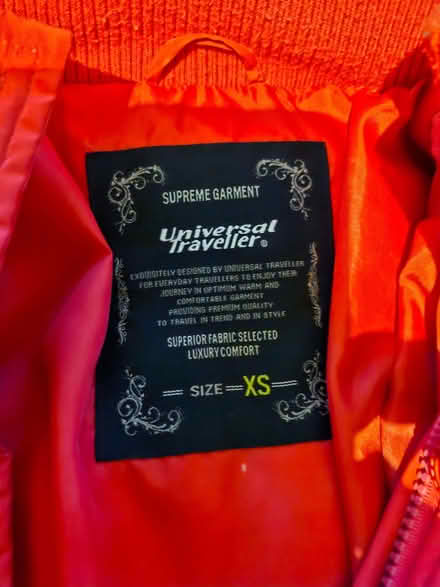 SUPREME GARMENT
Universal
Traveller®
EXQUISITELY DESIGNED BY UNIVERSAL TRAVELLER
FOR EVERYDAY TRAVELLERS TO ENJOY THEIR
JOURNEY IN OPTIMUM WARM AND
COMFORTABLE GARMENT
PROVIDING PREMIUM QUALITY
TO TRAVEL IN TREND AND IN STYLE
SUPERIOR FABRIC SELECTED
LUXURY COMFORT
SIZE XS